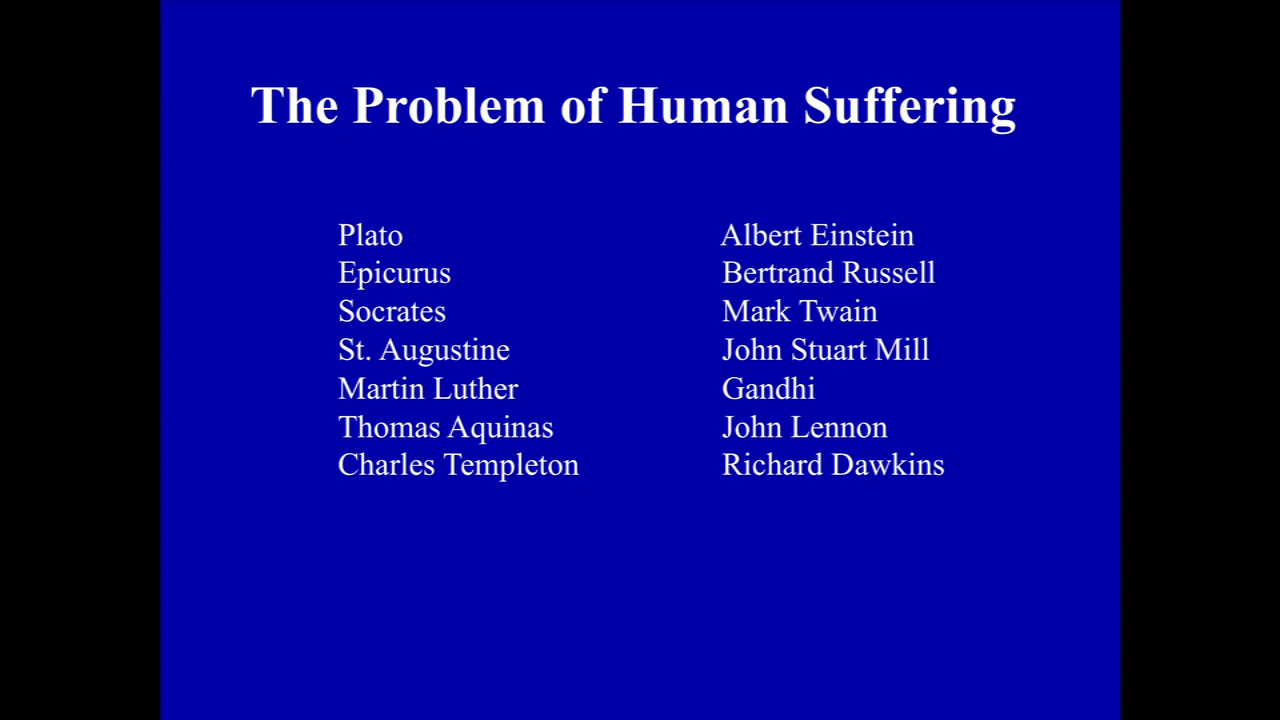 The Problem of Human Suffering
Plato
Epicurus
Socrates
St. Augustine
Martin Luther
Thomas Aquinas
Charles Templeton
Albert Einstein
Bertrand Russell
Mark Twain
John Stuart Mill
Gandhi
John Lennon
Richard Dawkins